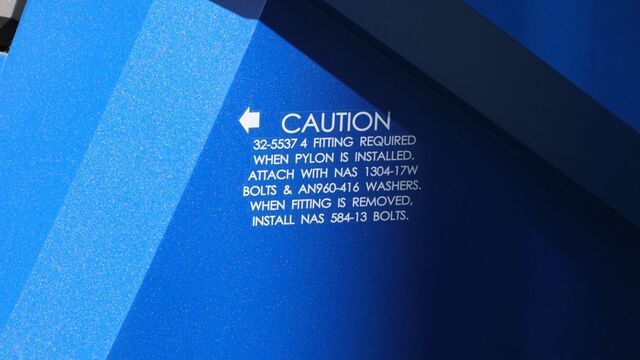 CAUTION
32-5537 4 FITTING REQUIRED
WHEN PYLON IS INSTALLED.
ATTACH WITH NAS 1304-17W
BOLTS & AN960-416 WASHERS.
WHEN FITTING IS REMOVED,
INSTALL NAS 584-13 BOLTS.